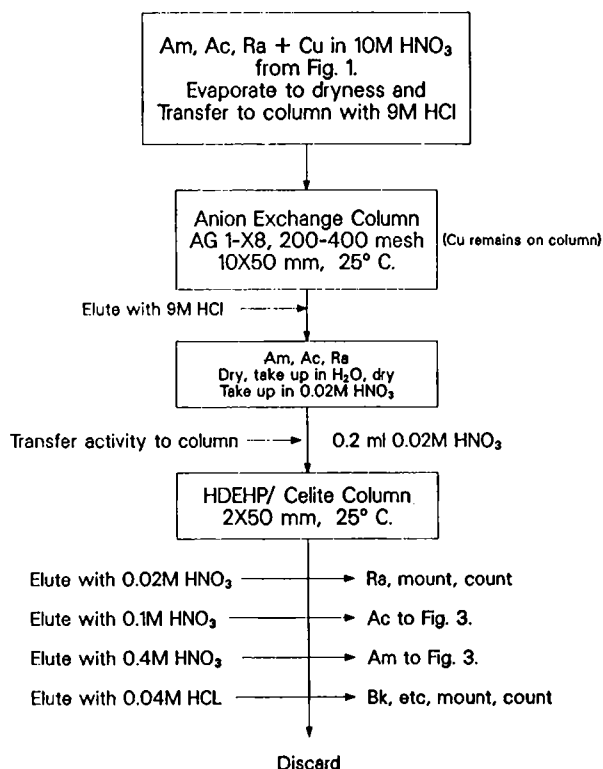 Am, Ac, Ra + Cu in 10M HNO₃
from Fig. 1.
Evaporate to dryness and
Transfer to column with 9M HCl
Anion Exchange Column
AG 1-X8, 200-400 mesh
10X50 mm, 25° C.
(Cu remains on column)
Elute with 9M HCl
Am, Ac, Ra
Dry, take up in H₂O, dry
Take up in 0.02M HNO₃
Transfer activity to column
0.2 ml 0.02M HNO₃
HDEHP/ Celite Column
2X50 mm, 25° C.
Elute with 0.02M HNO₃
Ra, mount, count
Elute with 0.1M HNO₃
Ac to Fig. 3.
Elute with 0.4M HNO₃
Am to Fig. 3.
Elute with 0.04M HCL
Bk, etc, mount, count
Discard